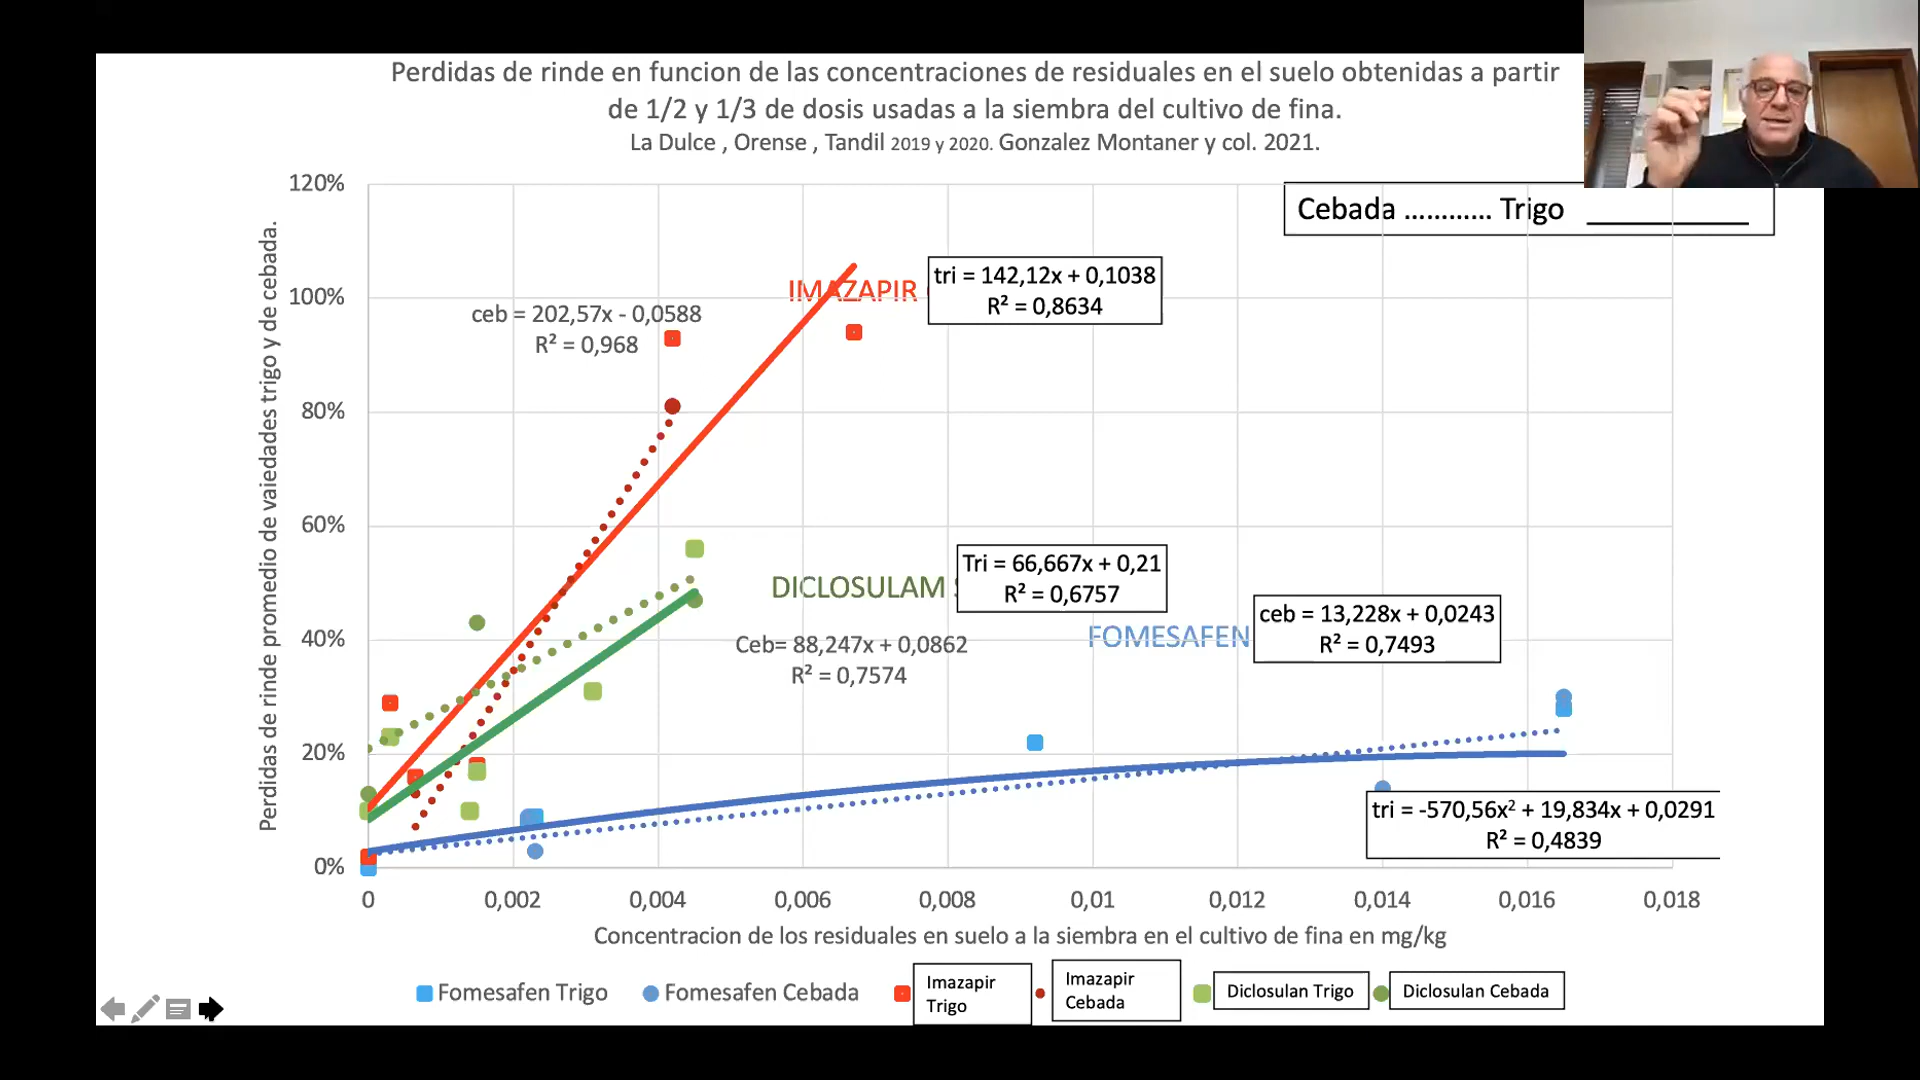 Perdidas de rinde en funcion de las concentraciones de residuales en el suelo obtenidas a partir
de 1/2 y 1/3 de dosis usadas a la siembra del cultivo de fina.
La Dulce , Orense , Tandil 2019 y 2020. Gonzalez Montaner y col. 2021.
Cebada ............ Trigo ____________
Perdidas de rinde promedio de vaiedades trigo y de cebada.
120%
100%
80%
60%
40%
20%
0%
IMAZAPIR
tri = 142,12x + 0,1038
R² = 0,8634
ceb = 202,57x - 0,0588
R² = 0,968
DICLOSULAM
Tri = 66,667x + 0,21
R² = 0,6757
Ceb= 88,247x + 0,0862
R² = 0,7574
FOMESAFEN
ceb = 13,228x + 0,0243
R² = 0,7493
tri = -570,56x² + 19,834x + 0,0291
R² = 0,4839
0 0,002 0,004 0,006 0,008 0,01 0,012 0,014 0,016 0,018
Concentracion de los residuales en suelo a la siembra en el cultivo de fina en mg/kg
Fomesafen Trigo
Fomesafen Cebada
Imazapir
Trigo
Imazapir
Cebada
Diclosulan Trigo
Diclosulan Cebada